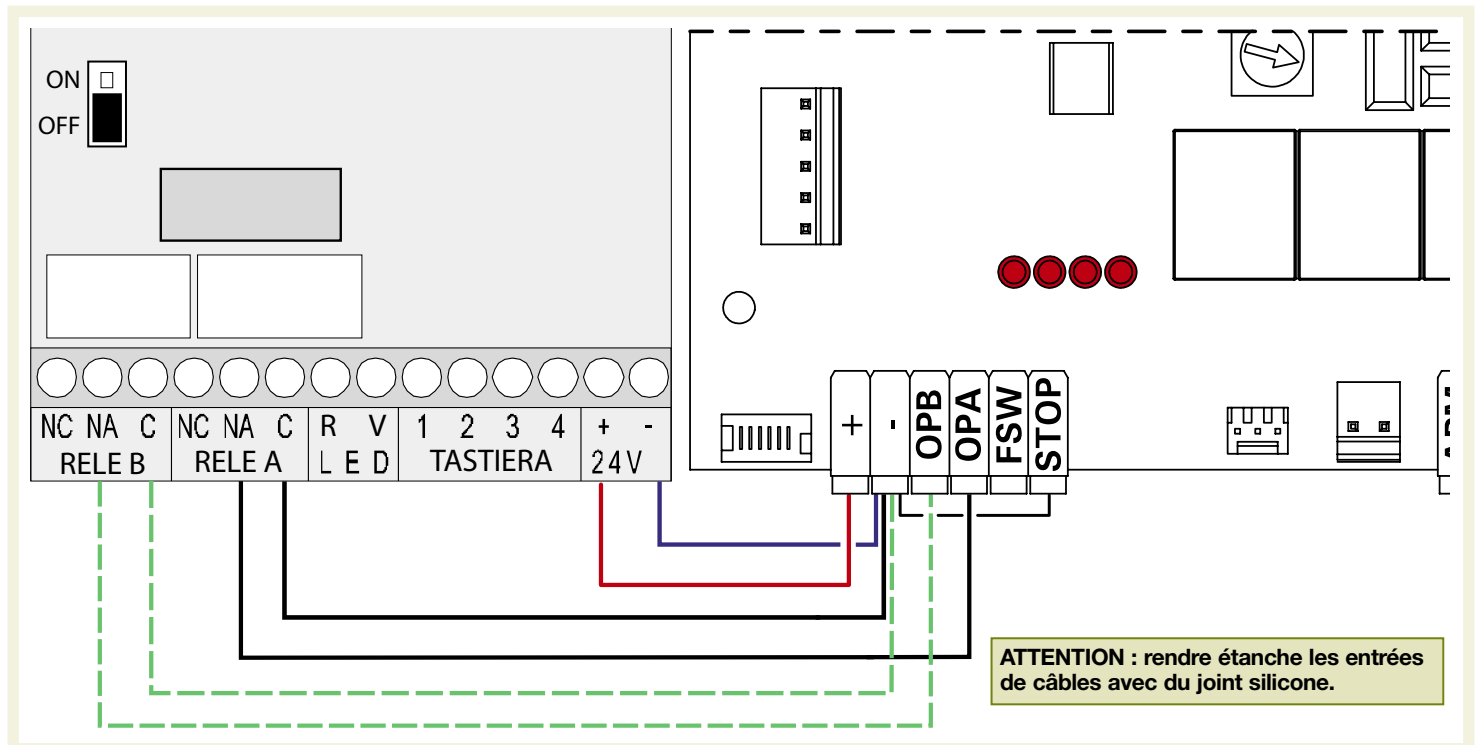 ON
OFF
NC NA C NC NA C R V 1 2 3 4 + -
RELE B RELE A LED TASTIERA 24V
+ - OPB OPA FSW STOP
ATTENTION : rendre étanche les entrées
de câbles avec du joint silicone.